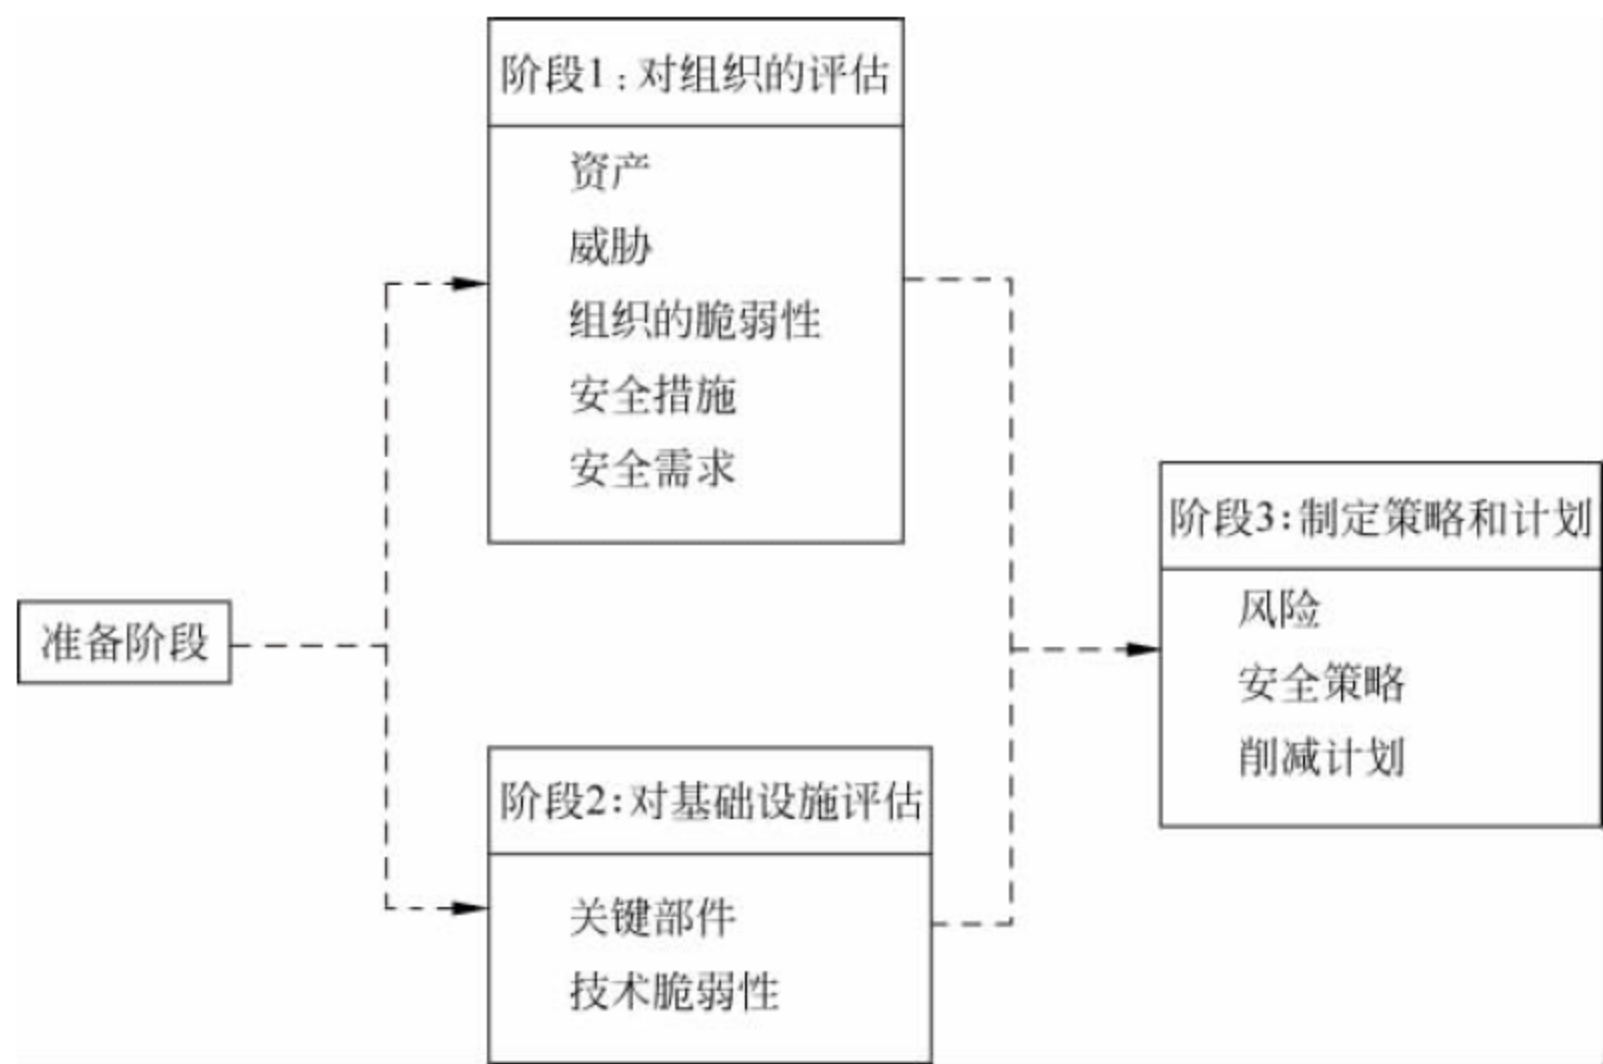 阶段1:对组织的评估
资产
威胁
组织的脆弱性
安全措施
安全需求
准备阶段
阶段2:对基础设施评估
关键部件
技术脆弱性
阶段3:制定策略和计划
风险
安全策略
削减计划